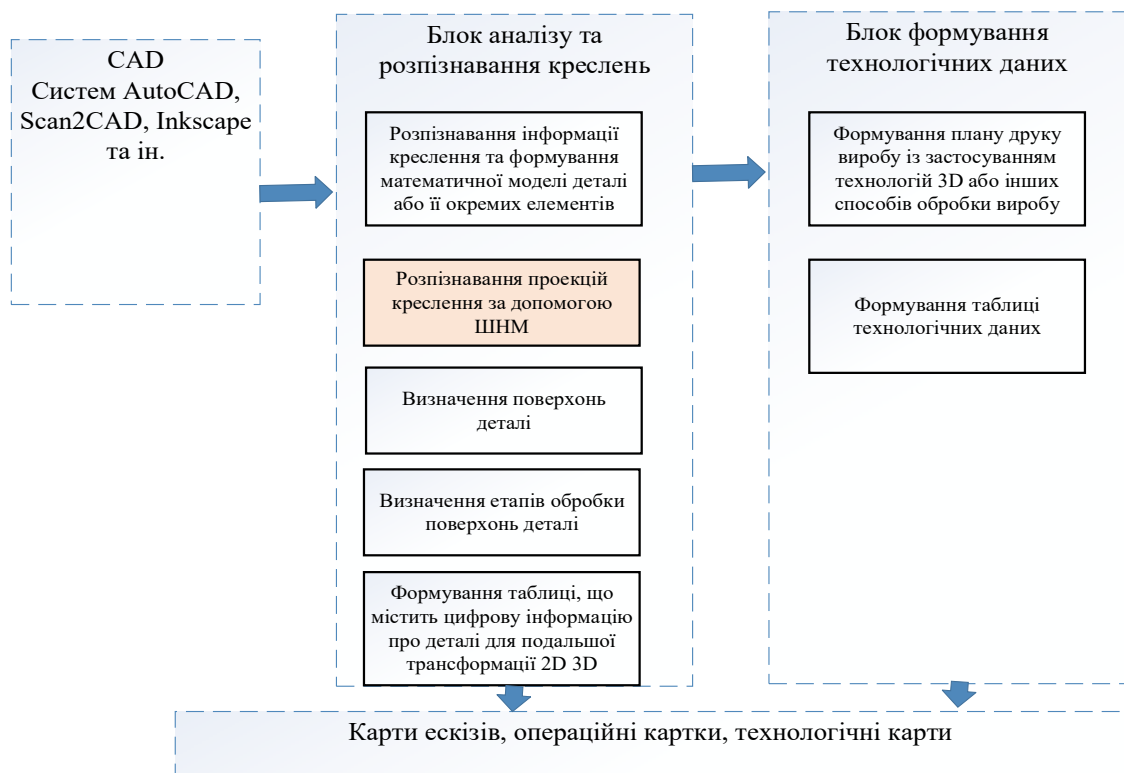 CAD
Систем AutoCAD,
Scan2CAD, Inkscape
та ін.
Блок аналізу та
розпізнавання креслень
Розпізнавання інформації
креслення та формування
математичної моделі деталі
або її окремих елементів
Розпізнавання проекцій
креслення за допомогою
ШНМ
Визначення поверхонь
деталі
Визначення етапів обробки
поверхонь деталі
Формування таблиці, що
містить цифрову інформацію
про деталі для подальшої
трансформації 2D 3D
Блок формування
технологічних даних
Формування плану друку
виробу із застосуванням
технологій 3D або інших
способів обробки виробу
Формування таблиці
технологічних даних
Карти ескізів, операційні картки, технологічні карти